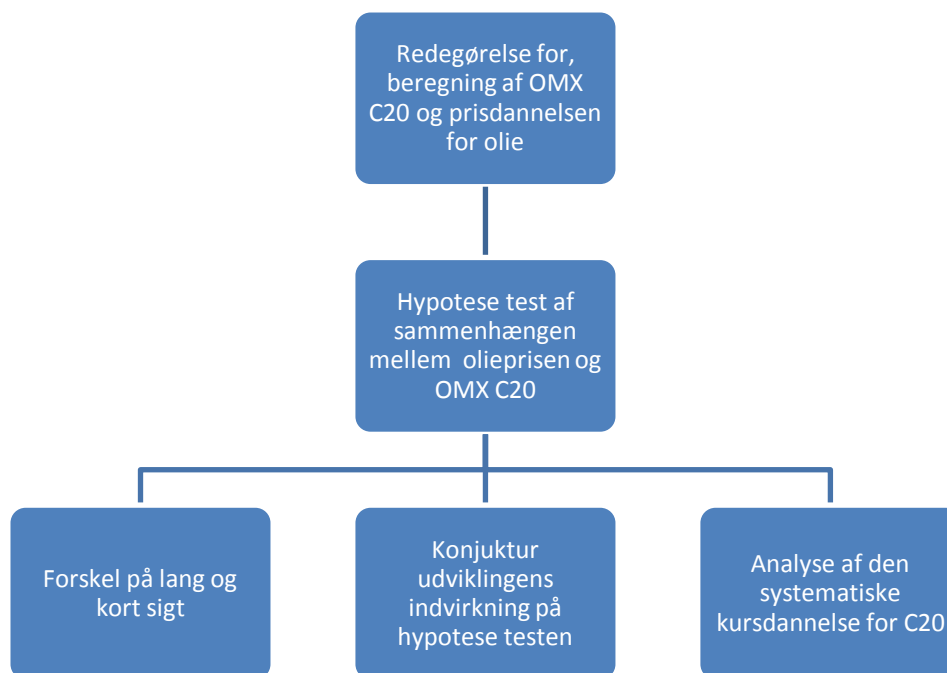 Redegørelse for,
beregning af OMX
C20 og prisdannelsen
for olie
Hypotese test af
sammenhængen
mellem olieprisen og
OMX C20
Forskel på lang og
kort sigt
Konjuktur
udviklingens
indvirkning på
hypotese testen
Analyse af den
systematiske
kursdannelse for C20